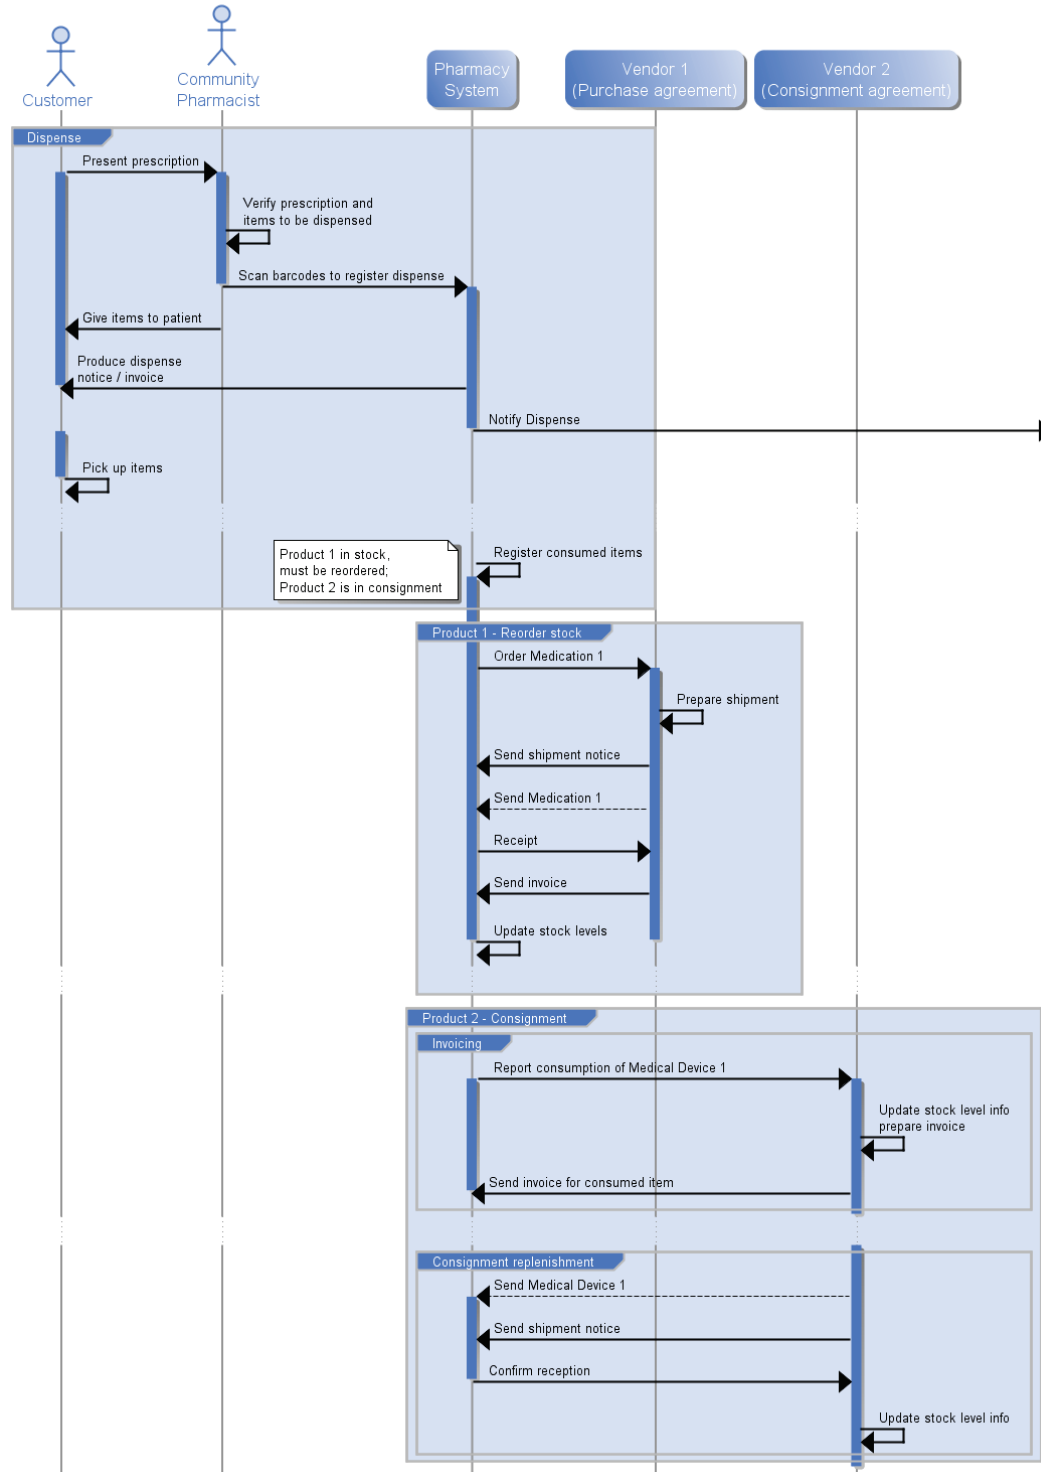 Customer
Community
Pharmacist
Pharmacy
System
Vendor 1
(Purchase agreement)
Vendor 2
(Consignment agreement)
Dispense
Present prescription
Verify prescription and
items to be dispensed
Scan barcodes to register dispense
Give items to patient
Produce dispense
notice / invoice
Notify Dispense
Pick up items
Register consumed items
Product 1 in stock,
must be reordered;
Product 2 is in consignment
Product 1 - Reorder stock
Order Medication 1
Prepare shipment
Send shipment notice
Send Medication 1
Receipt
Send invoice
Update stock levels
Product 2 - Consignment
Invoicing
Report consumption of Medical Device 1
Update stock level info
prepare invoice
Send invoice for consumed item
Consignment replenishment
Send Medical Device 1
Send shipment notice
Confirm reception
Update stock level info